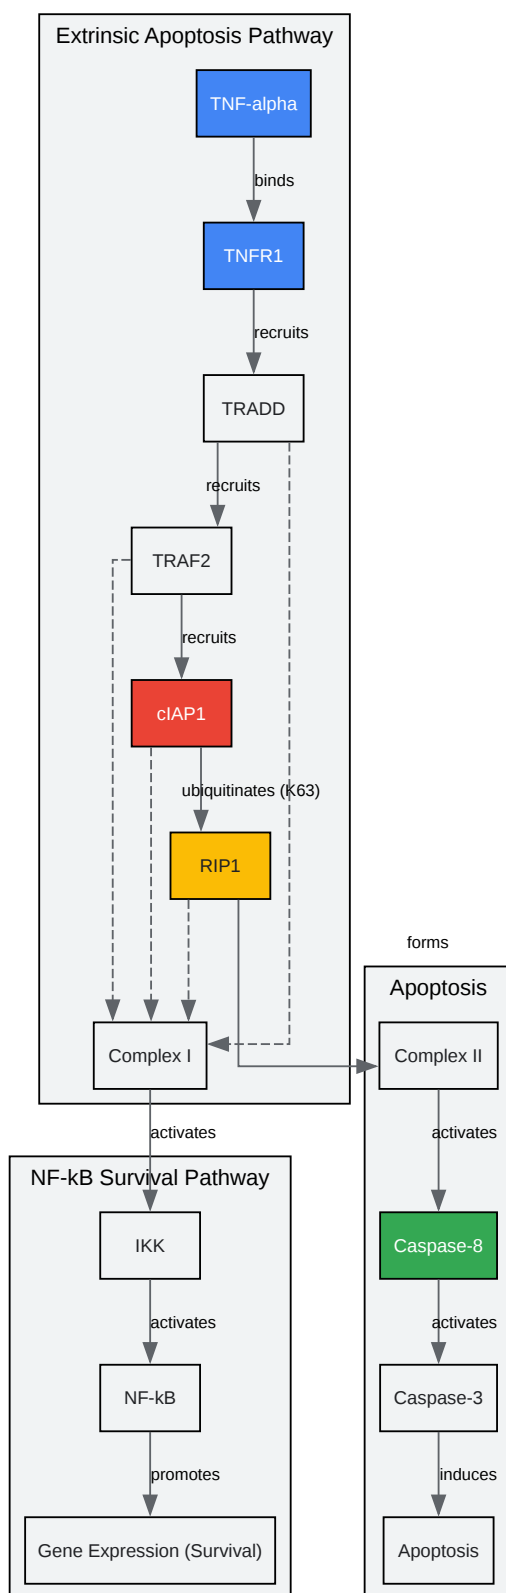 Extrinsic Apoptosis Pathway
TNF-alpha
binds
TNFR1
recruits
TRADD
recruits
TRAF2
recruits
cIAP1
ubiquitinates (K63)
RIP1
forms
Apoptosis
Complex I
Complex II
activates
activates
NF-kB Survival Pathway
IKK
Caspase-8
activates
activates
NF-kB
Caspase-3
promotes
induces
Gene Expression (Survival)
Apoptosis